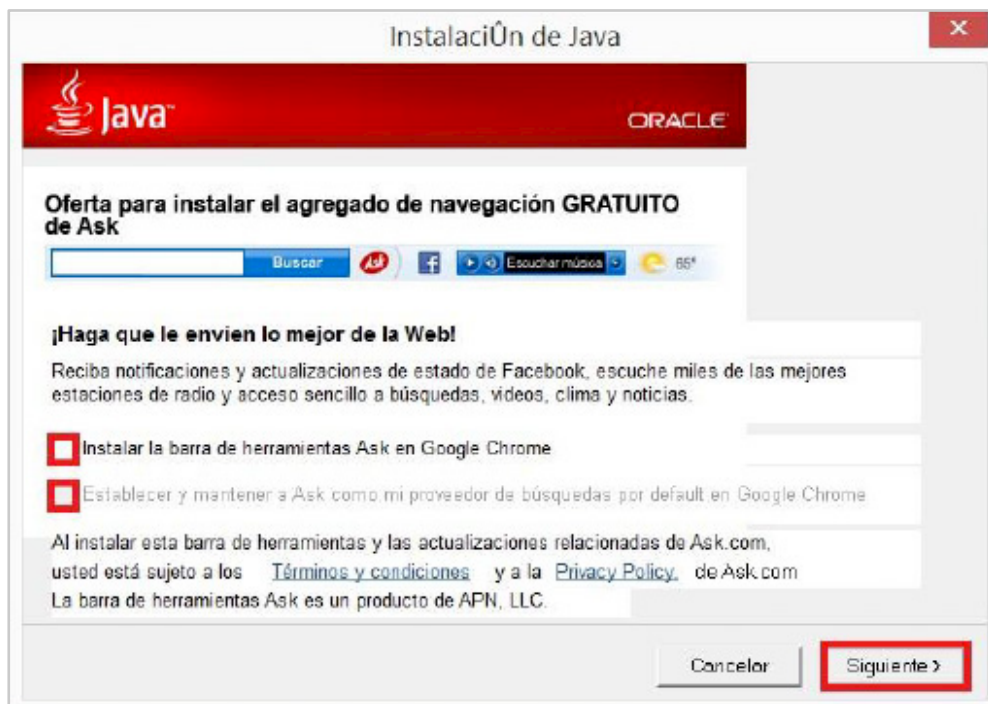 InstalaciÛn de Java
X
Java™
ORACLE
Oferta para instalar el agregado de navegación GRATUITO
de Ask
Buscar Ask f Escuchar música 65°
¡Haga que le envien lo mejor de la Web!
Reciba notificaciones y actualizaciones de estado de Facebook, escuche miles de las mejores
estaciones de radio y acceso sencillo a búsquedas, videos, clima y noticias.
Instalar la barra de herramientas Ask en Google Chrome
Establecer y mantener a Ask como mi proveedor de búsquedas por default en Google Chrome
Al instalar esta barra de herramientas y las actualizaciones relacionadas de Ask.com,
usted está sujeto a los Términos y condiciones y a la Privacy Policy. de Ask.com
La barra de herramientas Ask es un producto de APN, LLC.
Cancelar Siguiente >